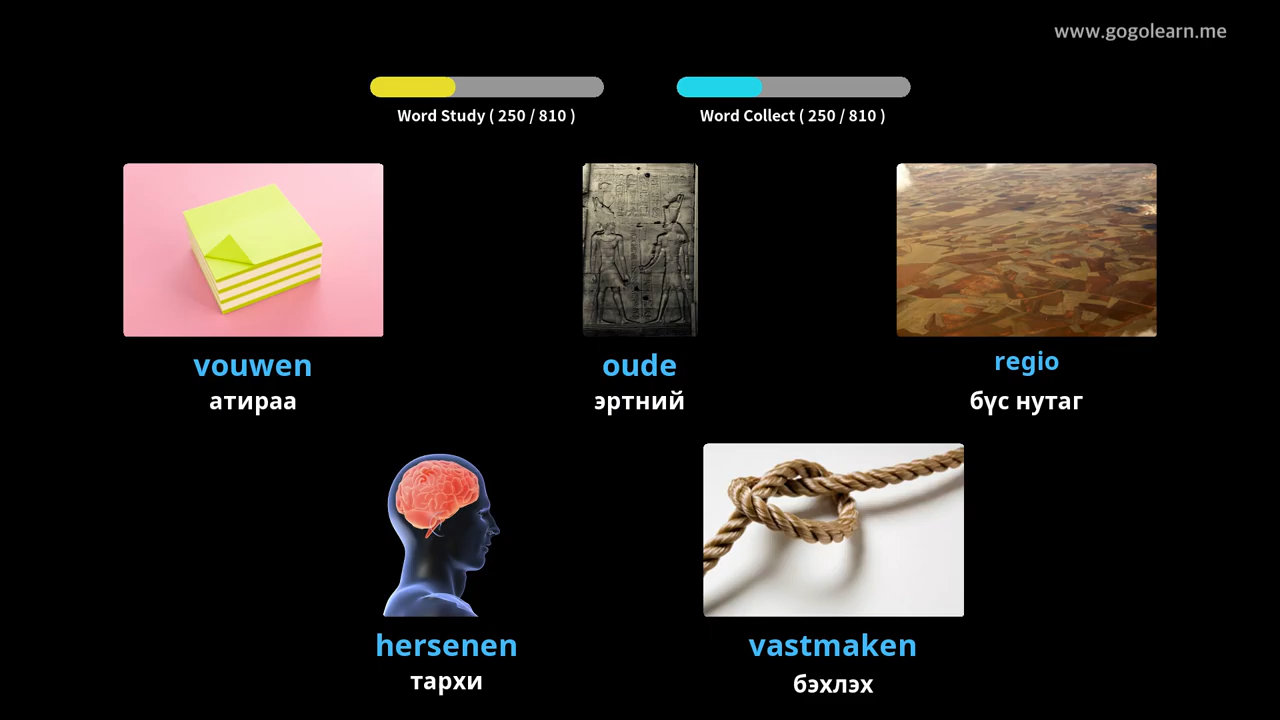 www.gogolearn.me
Word Study ( 250 / 810 )
Word Collect ( 250 / 810 )
vouwen
атираа
oude
эртний
regio
бүс нутаг
hersenen
тархи
vastmaken
бэхлэх